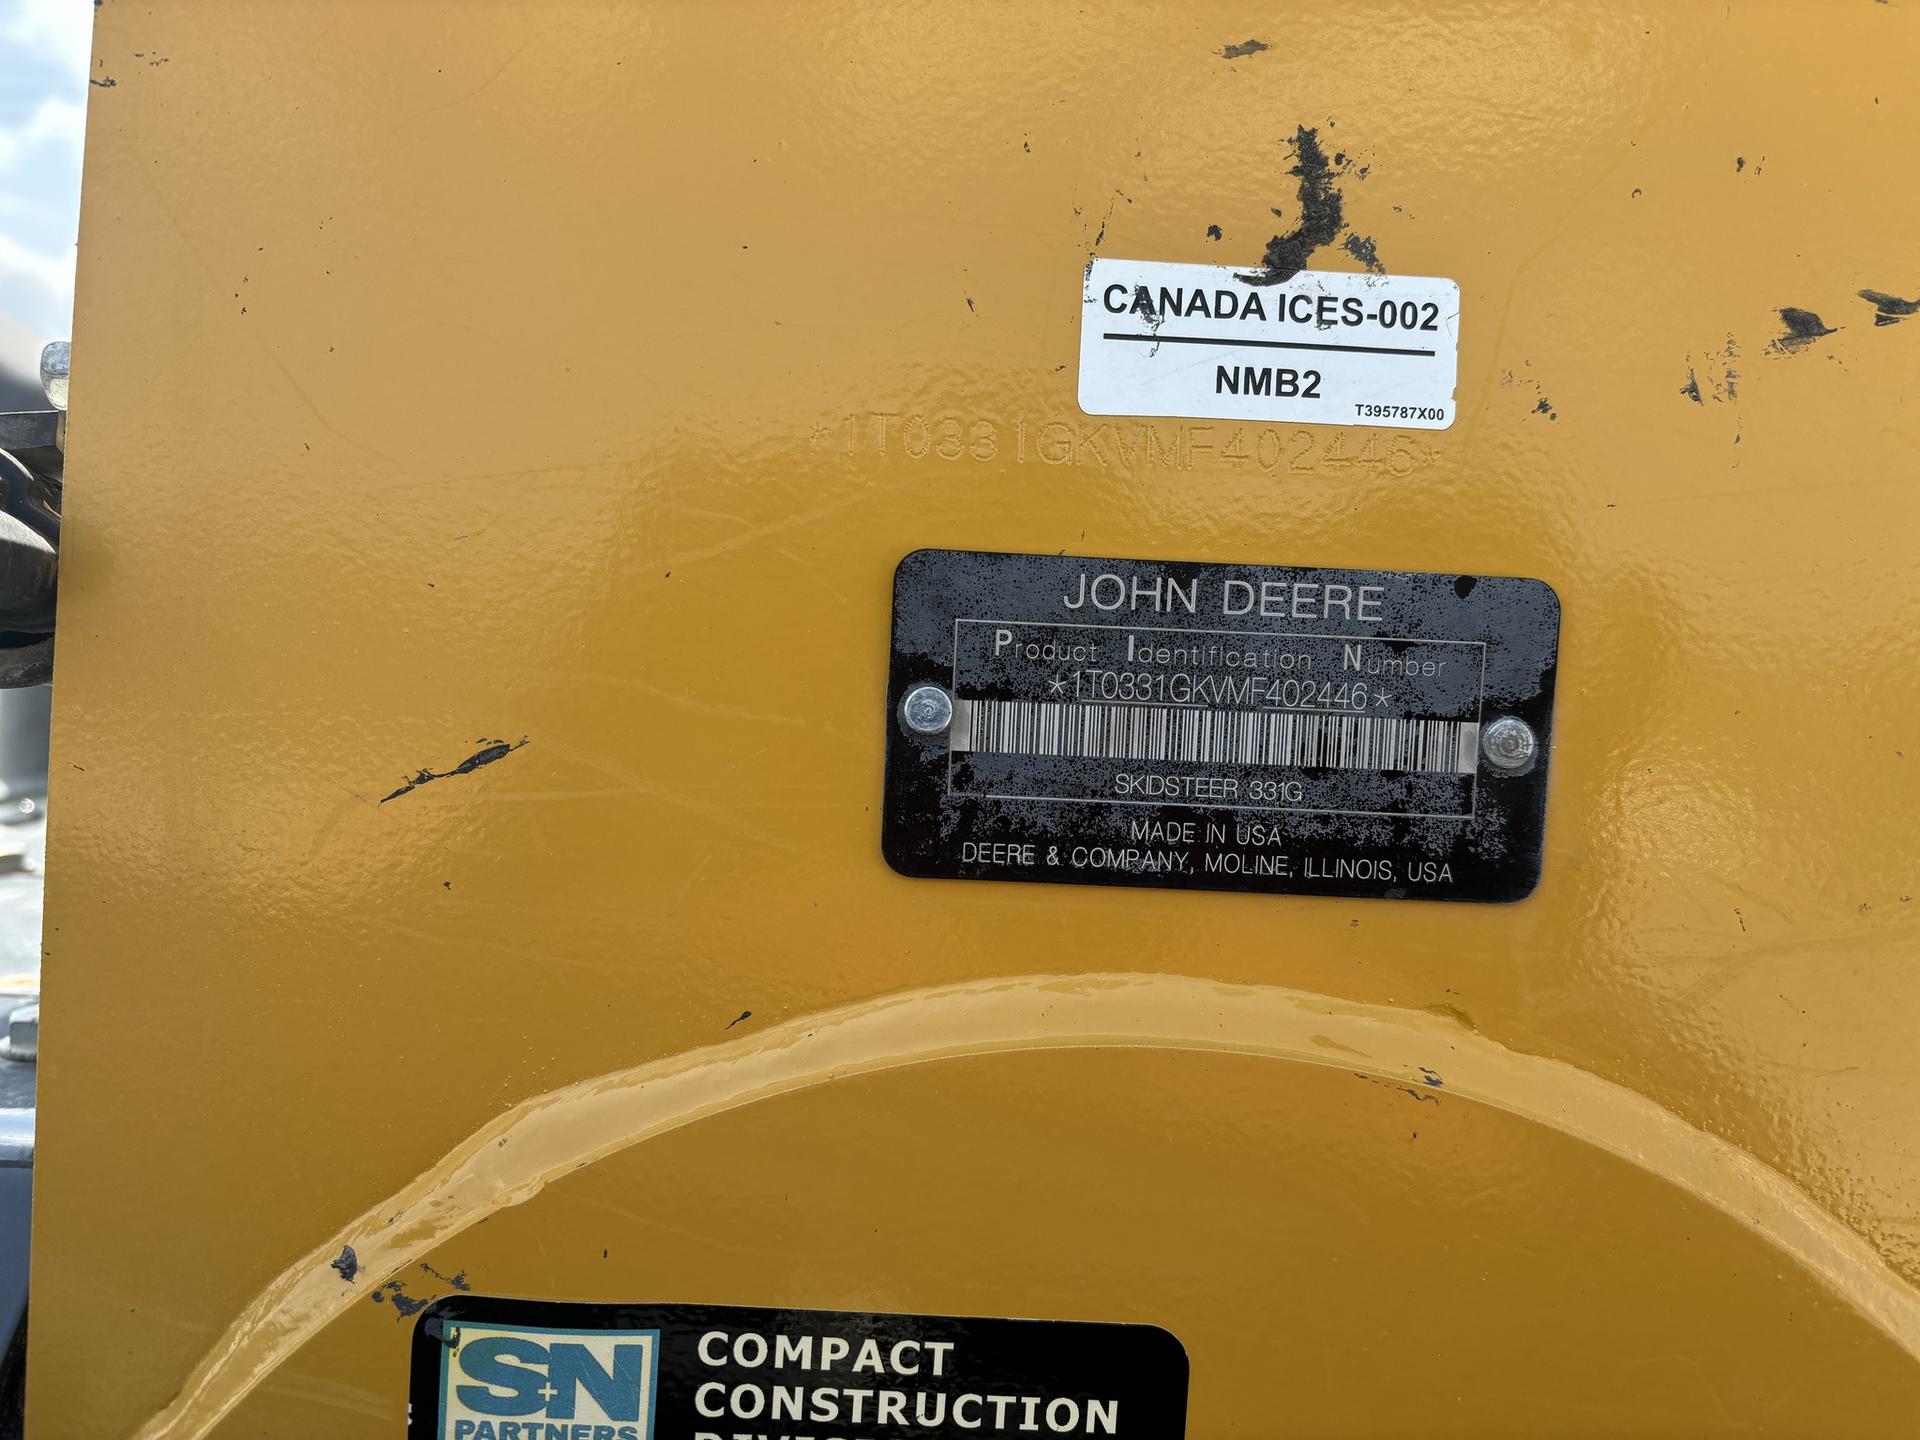 CANADA ICES-002
NMB2
T395787X00
*1T0331GKVMF402446*
JOHN DEERE
Product Identification Number
*1T0331GKVMF402446*
SKIDSTEER 331G
MADE IN USA
DEERE & COMPANY, MOLINE, ILLINOIS, USA
S+N
PARTNERS
COMPACT
CONSTRUCTION